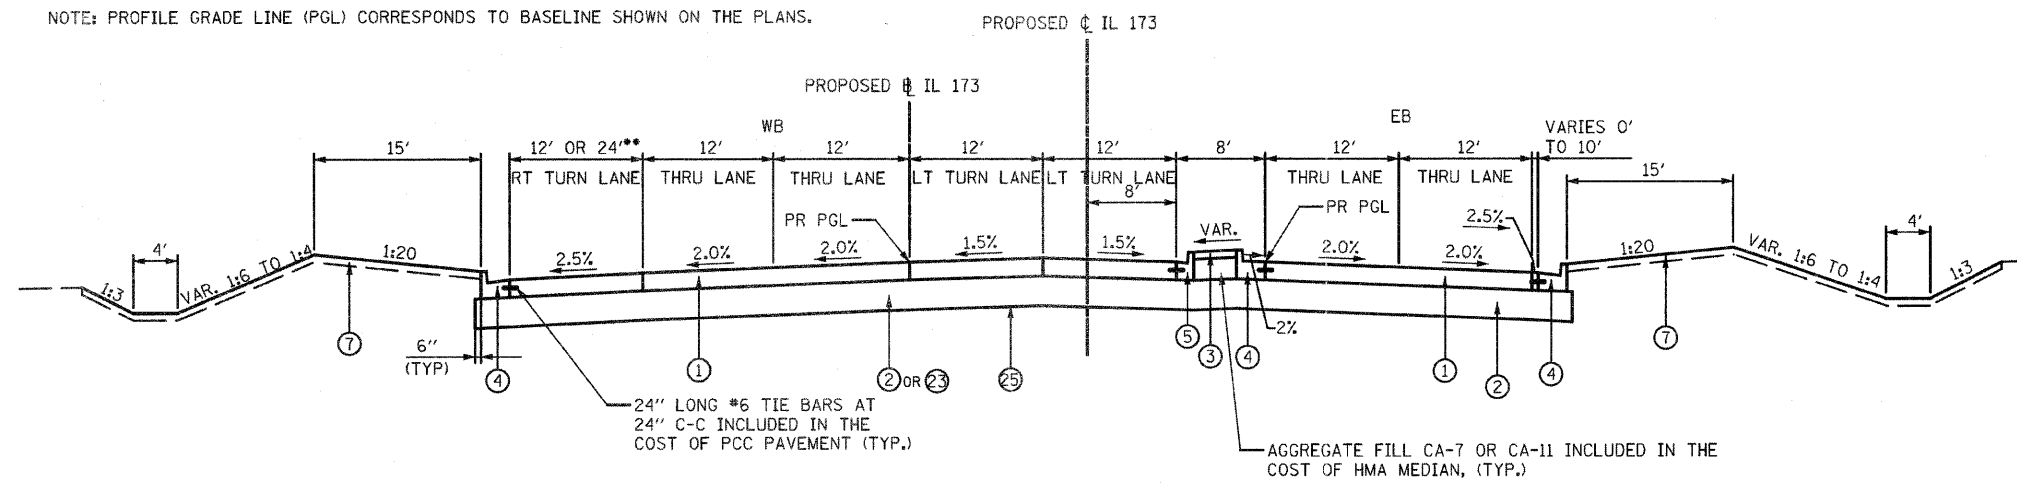 NOTE: PROFILE GRADE LINE (PGL) CORRESPONDS TO BASELINE SHOWN ON THE PLANS.
PROPOSED ℄ IL 173
PROPOSED B̲L̲ IL 173
WB
EB
VARIES 0'
TO 10'
15'
12' OR 24'**
12'
12'
12'
12'
8'
12'
12'
15'
RT TURN LANE
THRU LANE
THRU LANE
LT TURN LANE
LT TURN LANE
THRU LANE
THRU LANE
8'
PR PGL
PR PGL
2.5%
VAR.
4'
4'
1:3
VAR. 1:6 TO 1:4
1:20
2.5%
2.0%
2.0%
1.5%
1.5%
2.0%
2.0%
1:20
VAR. 1:6 TO 1:4
1:3
2%
7
6"
(TYP)
4
1
2 OR 23
25
5
3
4
1
2
4
7
24" LONG #6 TIE BARS AT
24" C-C INCLUDED IN THE
COST OF PCC PAVEMENT (TYP.)
AGGREGATE FILL CA-7 OR CA-11 INCLUDED IN THE
COST OF HMA MEDIAN, (TYP.)